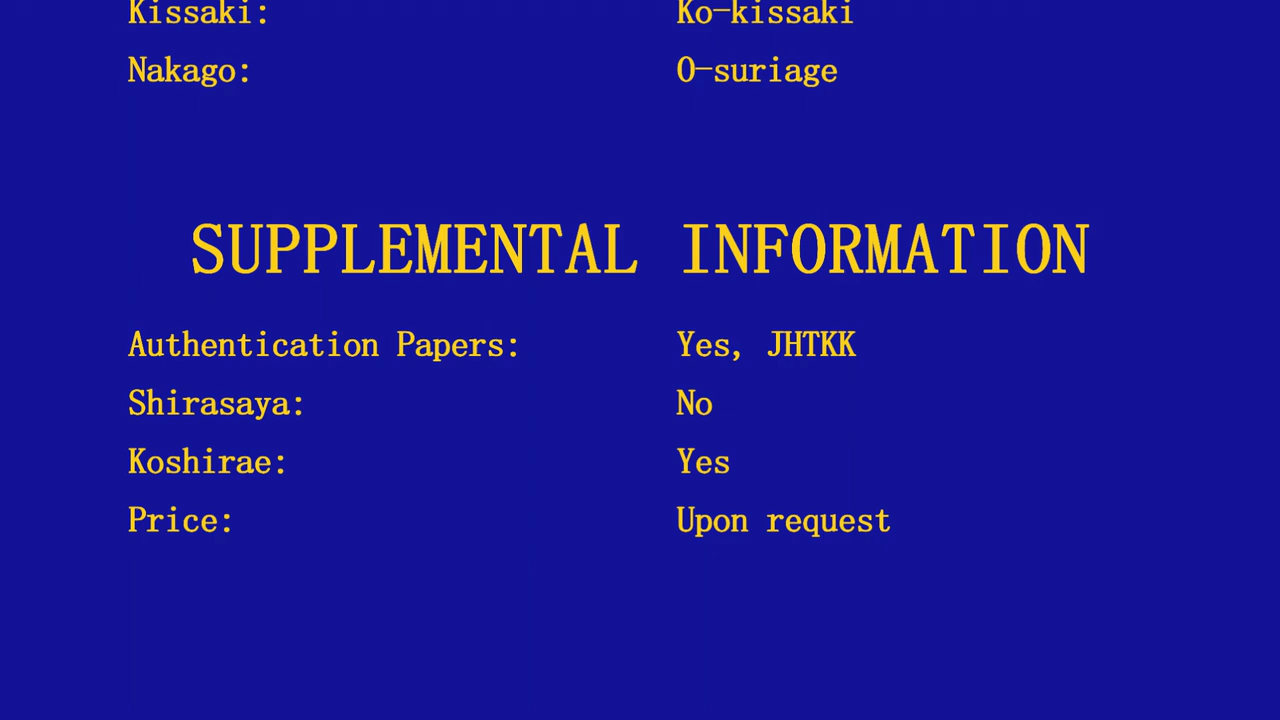 Kissaki: Ko-kissaki
Nakago: O-suriage
SUPPLEMENTAL INFORMATION
Authentication Papers: Yes, JHTKK
Shirasaya: No
Koshirae: Yes
Price: Upon request